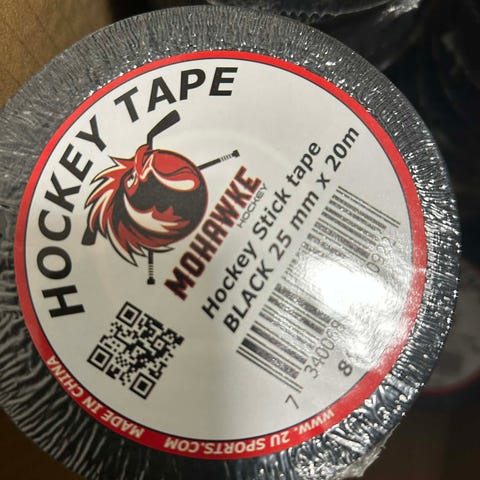 HOCKEY TAPE
MOHAWKE
HOCKEY
Hockey Stick tape
BLACK 25 mm x 20m
MADE IN CHINA
www. 2U SPORTS.COM